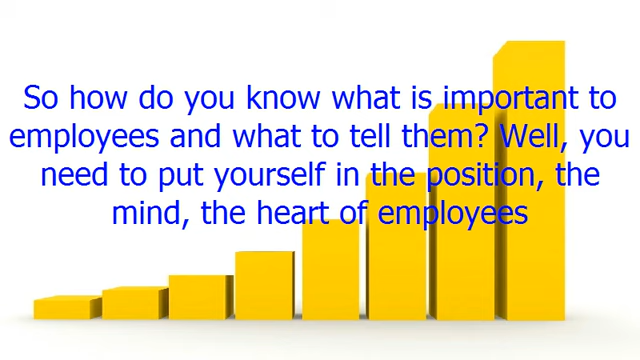 So how do you know what is important to
employees and what to tell them? Well, you
need to put yourself in the position, the
mind, the heart of employees